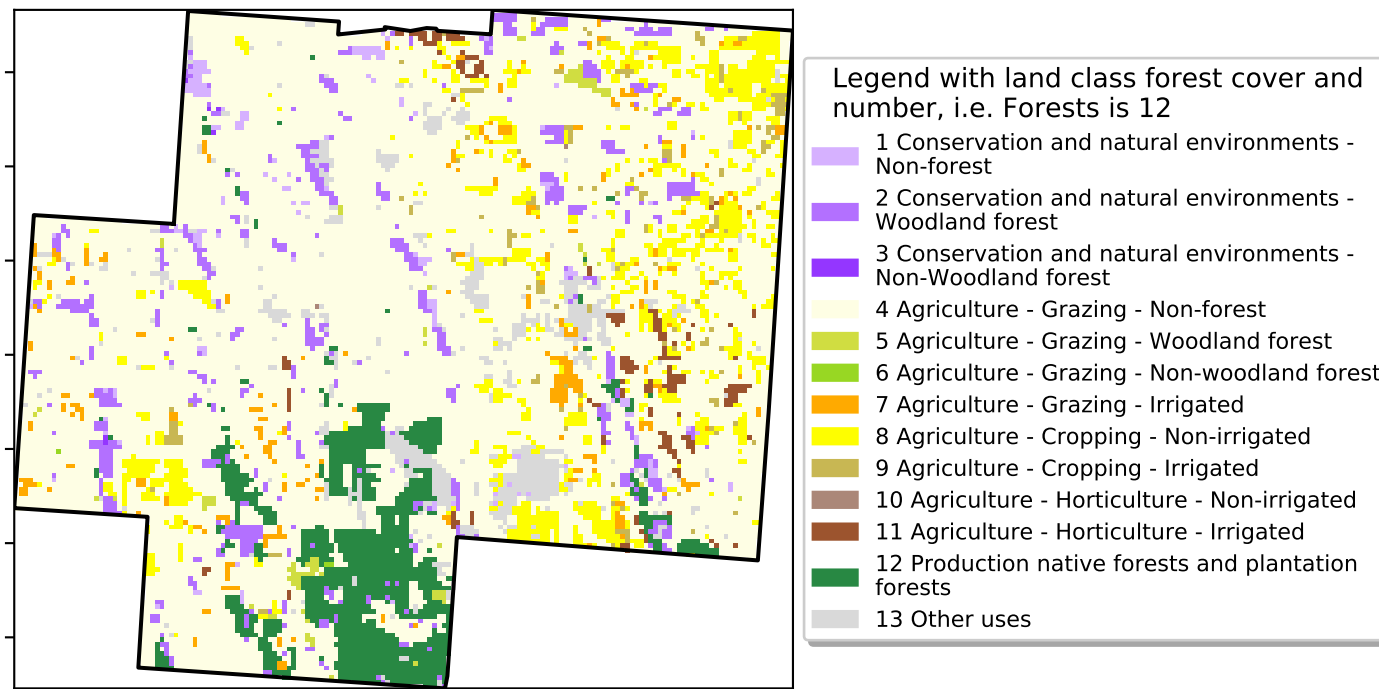 Legend with land class forest cover and
number, i.e. Forests is 12
1 Conservation and natural environments -
Non-forest
2 Conservation and natural environments -
Woodland forest
3 Conservation and natural environments -
Non-Woodland forest
4 Agriculture - Grazing - Non-forest
5 Agriculture - Grazing - Woodland forest
6 Agriculture - Grazing - Non-woodland forest
7 Agriculture - Grazing - Irrigated
8 Agriculture - Cropping - Non-irrigated
9 Agriculture - Cropping - Irrigated
10 Agriculture - Horticulture - Non-irrigated
11 Agriculture - Horticulture - Irrigated
12 Production native forests and plantation
forests
13 Other uses